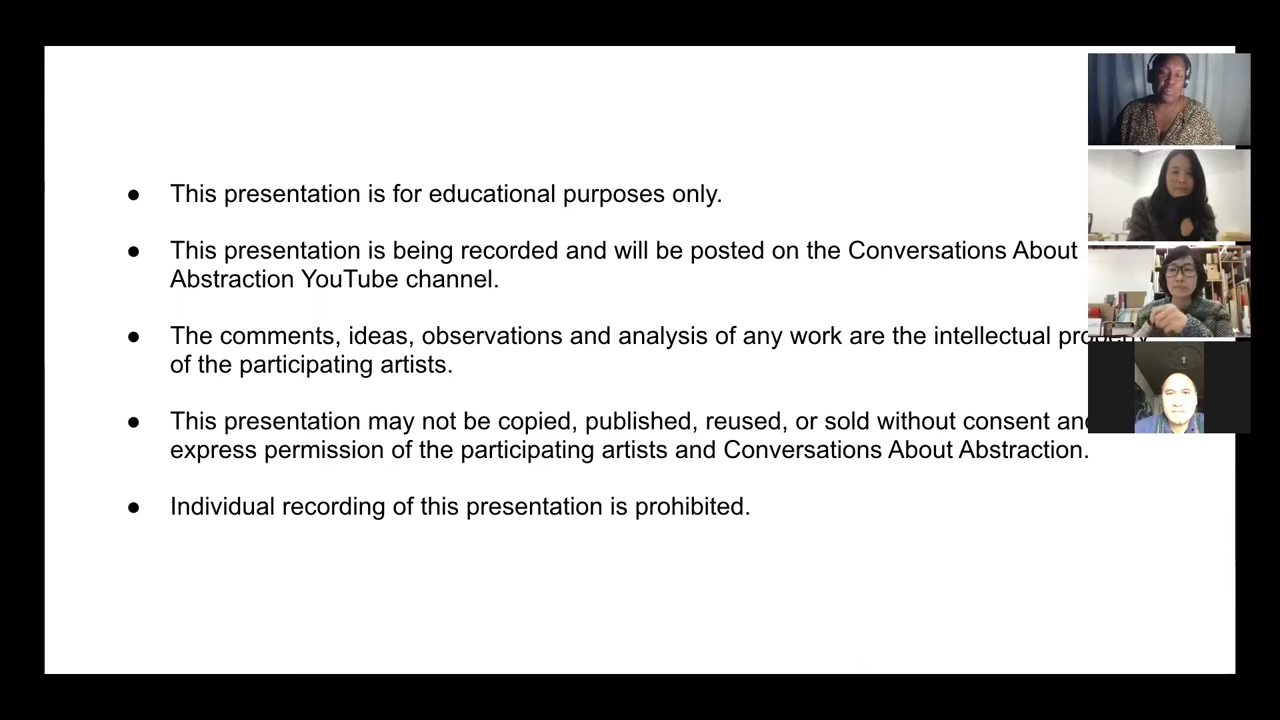 ● This presentation is for educational purposes only.
● This presentation is being recorded and will be posted on the Conversations About
Abstraction YouTube channel.
● The comments, ideas, observations and analysis of any work are the intellectual property
of the participating artists.
● This presentation may not be copied, published, reused, or sold without consent and
express permission of the participating artists and Conversations About Abstraction.
● Individual recording of this presentation is prohibited.